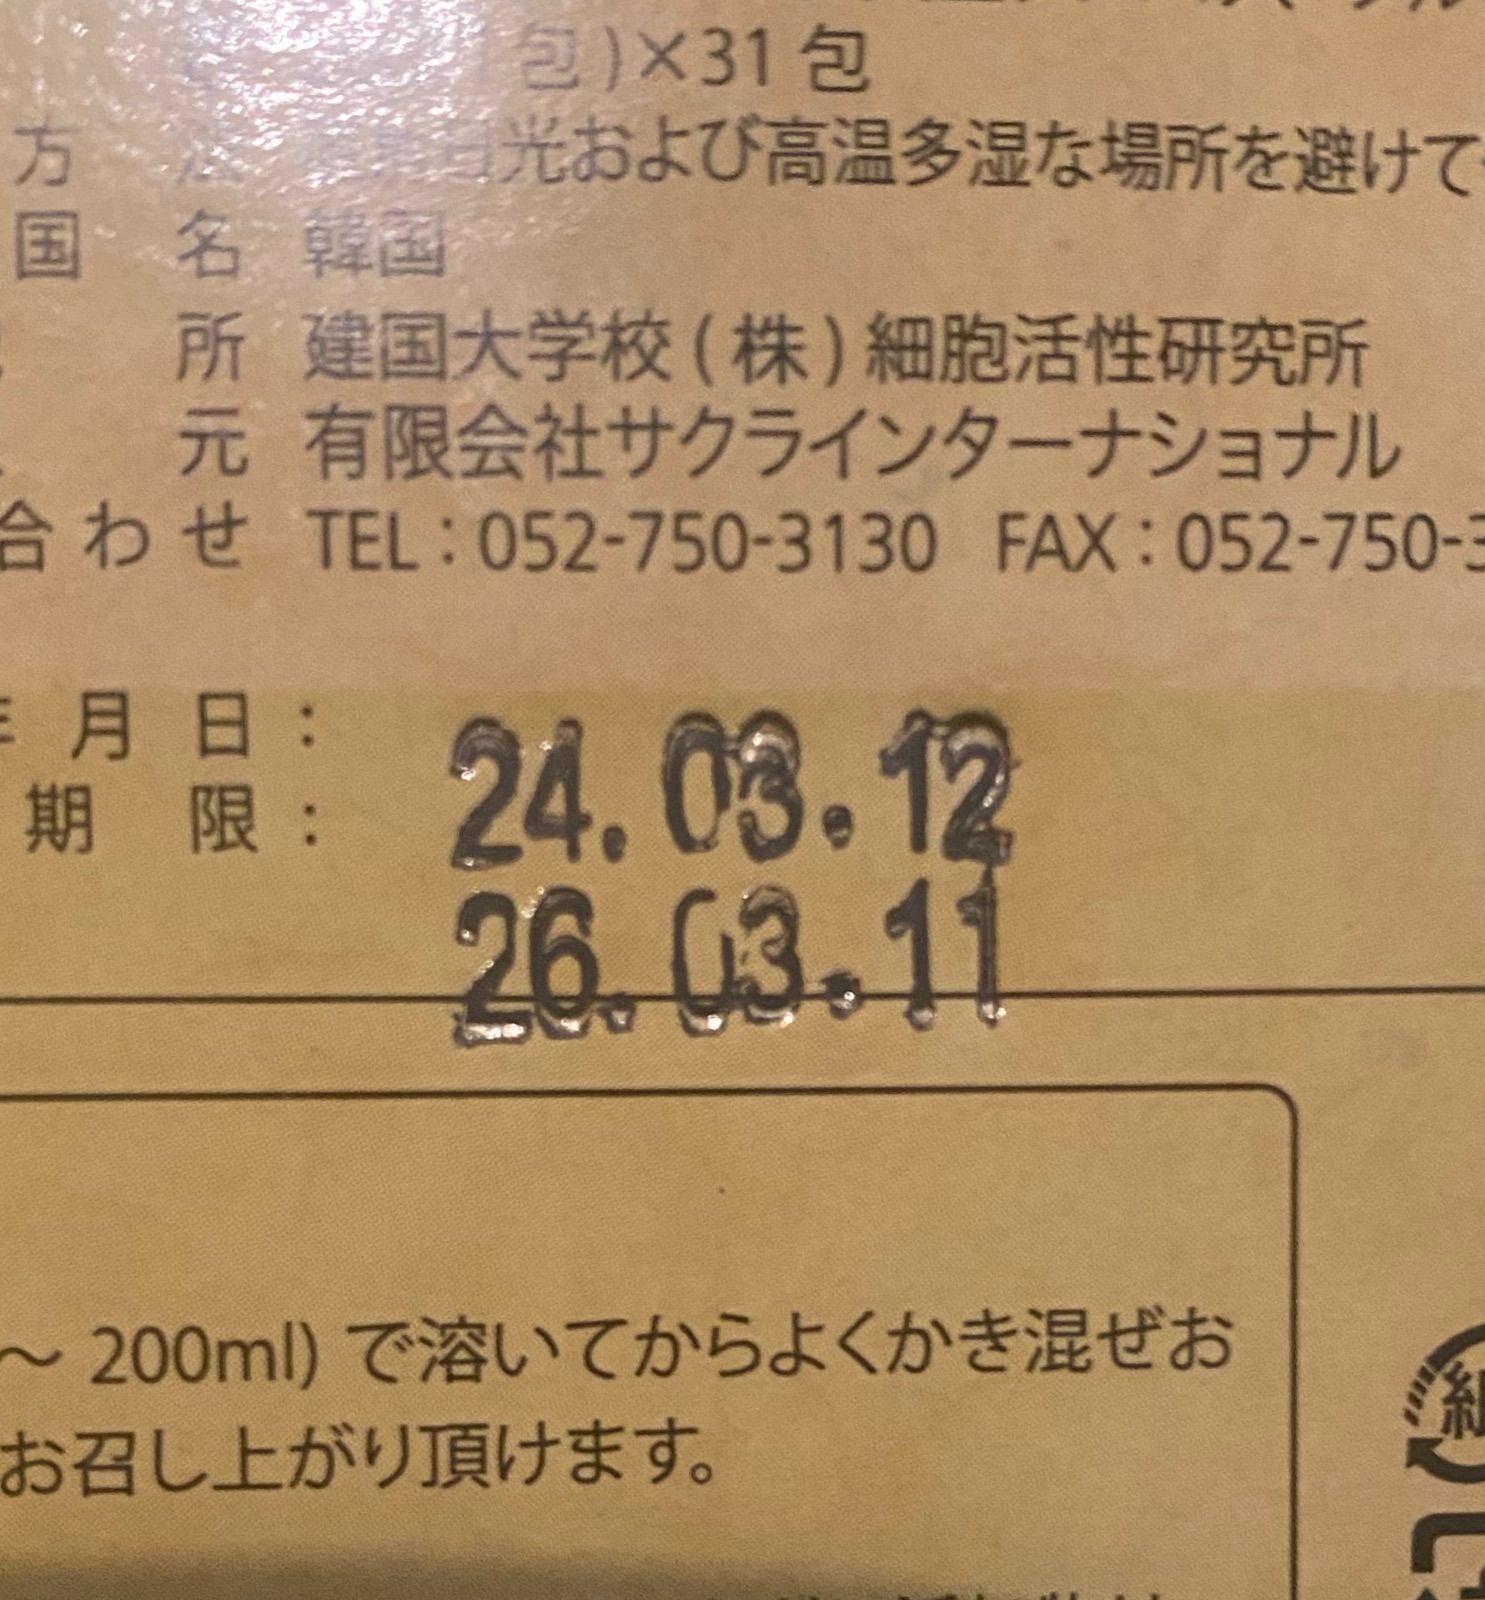 包)×31 包
方 法 日光および高温多湿な場所を避けて
国 名 韓国
所 建国大学校(株)細胞活性研究所
元 有限会社サクラインターナショナル
合わせ TEL:052-750-3130 FAX:052-750-3
年月日: 24.03.12
期 限: 26.03.11
〜 200ml) で溶いてからよくかき混ぜお
お召し上がり頂けます。
紙